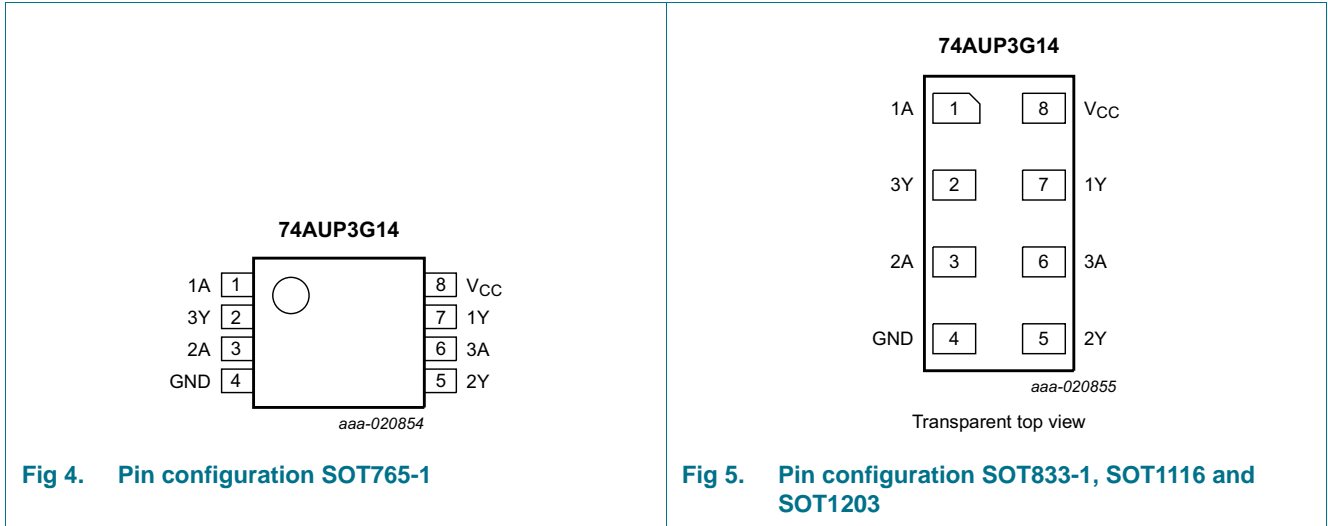 74AUP3G14
1A 1 8 VCC
3Y 2 7 1Y
2A 3 6 3A
GND 4 5 2Y
aaa-020854
Fig 4. Pin configuration SOT765-1
74AUP3G14
1A 1 8 VCC
3Y 2 7 1Y
2A 3 6 3A
GND 4 5 2Y
aaa-020855
Transparent top view
Fig 5. Pin configuration SOT833-1, SOT1116 and
SOT1203